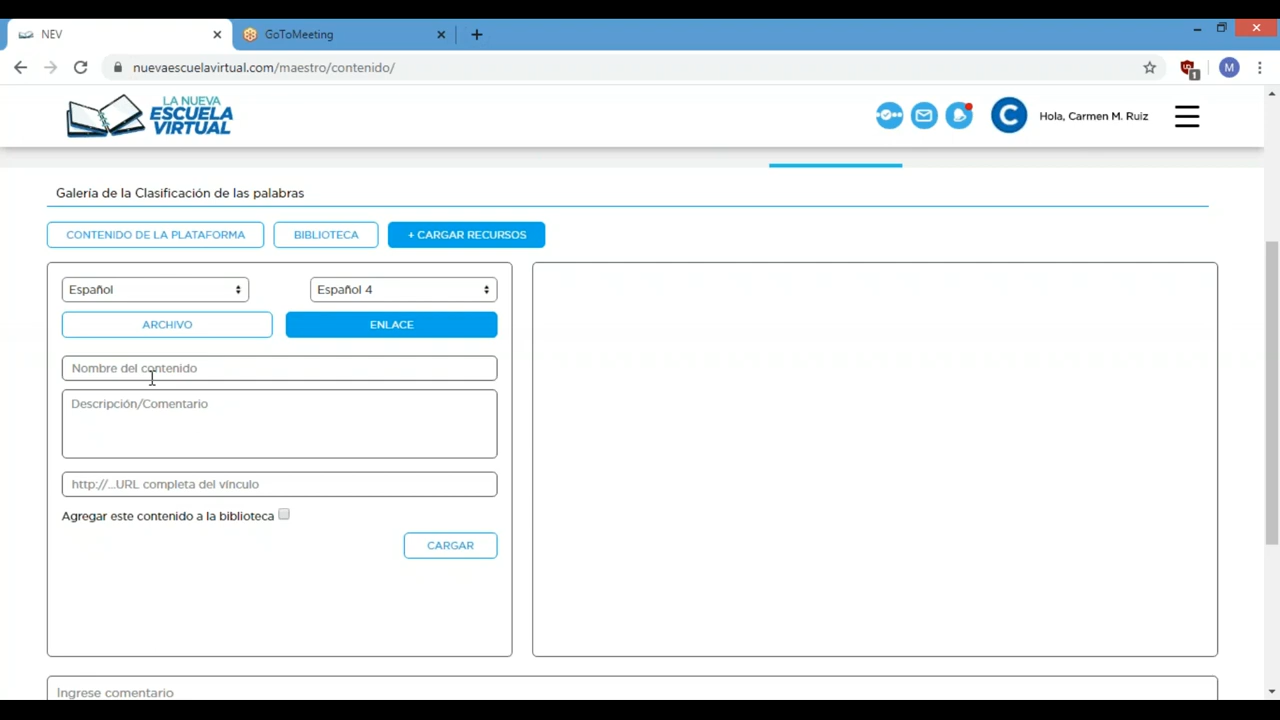 NEV
GoToMeeting
nuevaescuelavirtual.com/maestro/contenido/
1
M
LA NUEVA
ESCUELA
VIRTUAL
C
Hola, Carmen M. Ruiz
Galería de la Clasificación de las palabras
CONTENIDO DE LA PLATAFORMA
BIBLIOTECA
+ CARGAR RECURSOS
Español
Español 4
ARCHIVO
ENLACE
Nombre del contenido
Descripción/Comentario
http://...URL completa del vínculo
Agregar este contenido a la biblioteca
CARGAR
Ingrese comentario